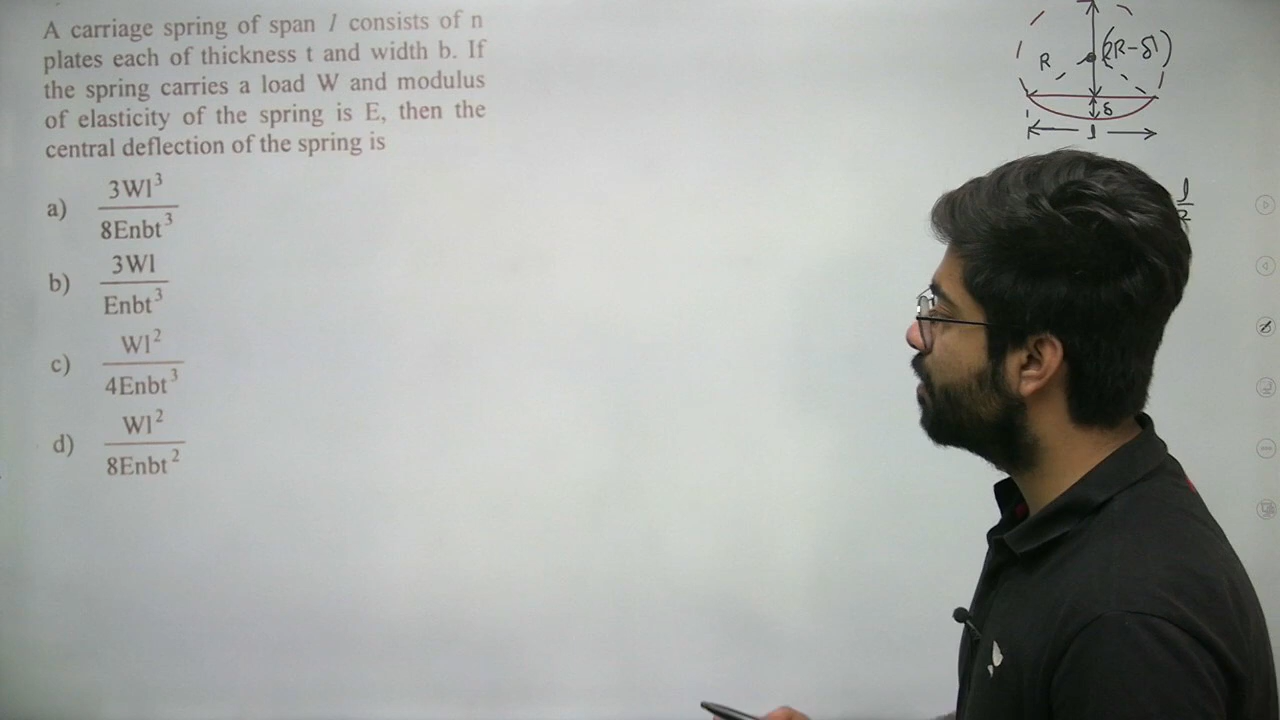 A carriage spring of span l consists of n
plates each of thickness t and width b. If
the spring carries a load W and modulus
of elasticity of the spring is E, then the
central deflection of the spring is
a) 3Wl³ / 8Enbt³
b) 3Wl / Enbt³
c) Wl² / 4Enbt³
d) Wl² / 8Enbt²
R
(2R-δ)
δ
l
l/2